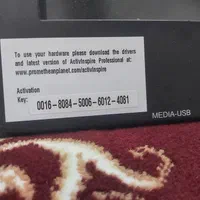 To use your hardware please download the drivers
and latest version of ActivInspire Professional at:
www.prometheanplanet.com/activinspire
Activation
Key: 0016-8084-5006-6012-4061
MEDIA-USB